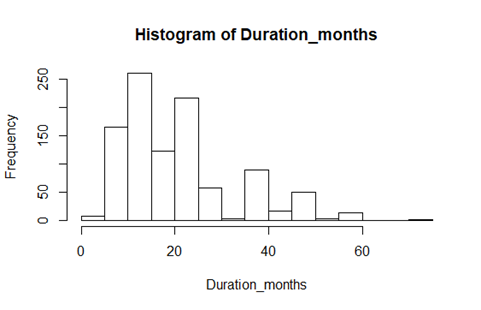 Histogram of Duration_months
Frequency
250
150
50
0
0 20 40 60
Duration_months